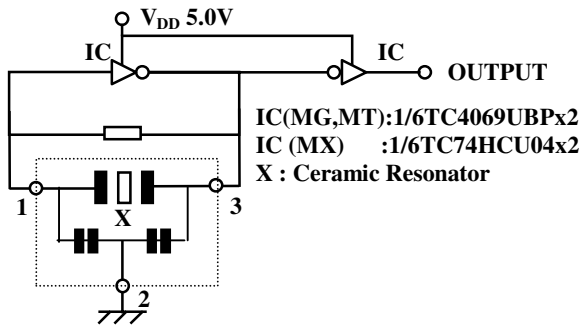 V_DD 5.0V
IC
IC
OUTPUT
IC(MG,MT):1/6TC4069UBPx2
IC (MX) :1/6TC74HCU04x2
X : Ceramic Resonator
1
X
3
2